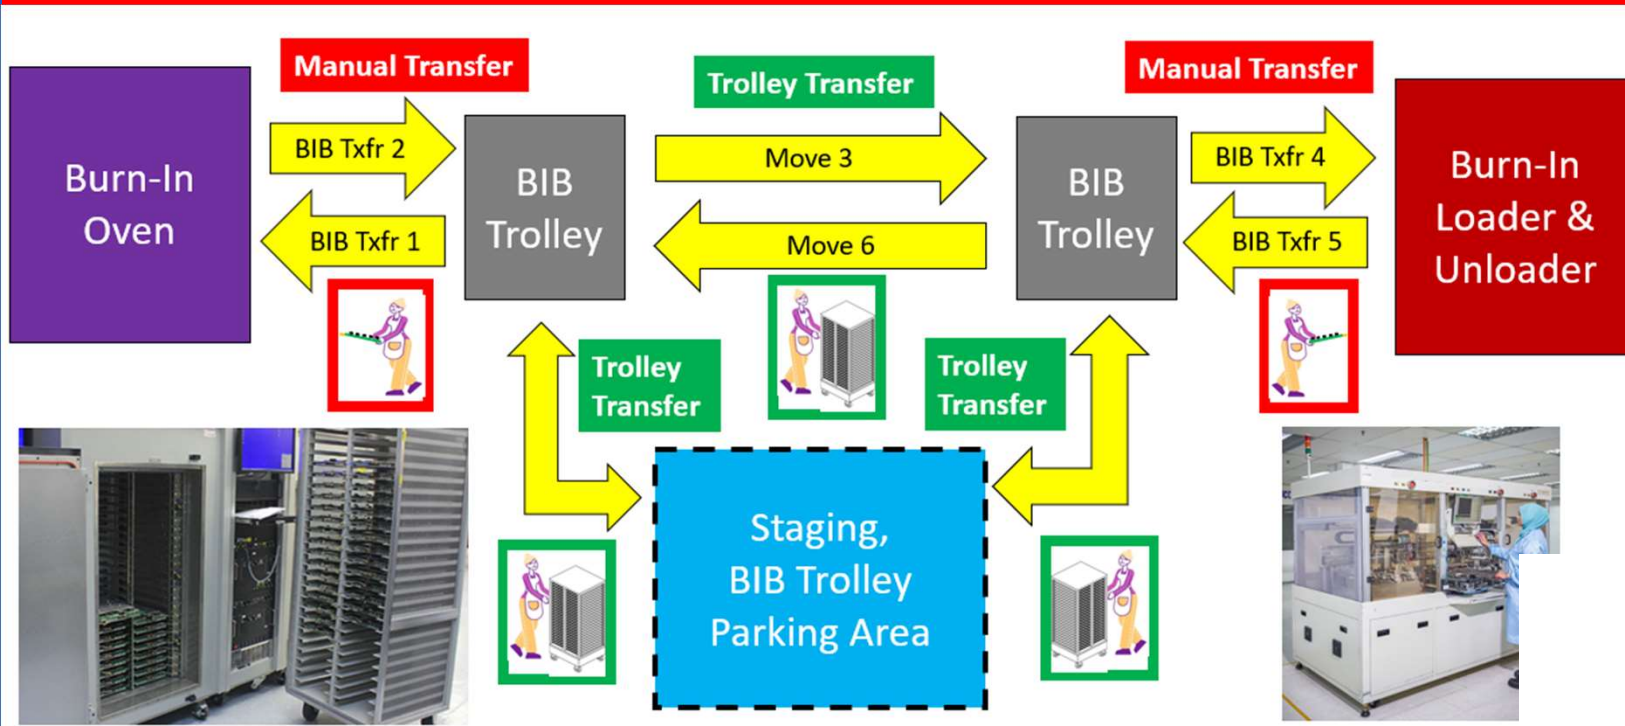 Manual Transfer
Trolley Transfer
Manual Transfer
Burn-In
Oven
BIB Txfr 2
BIB Txfr 1
BIB
Trolley
Move 3
Move 6
BIB
Trolley
BIB Txfr 4
BIB Txfr 5
Burn-In
Loader &
Unloader
Trolley
Transfer
Trolley
Transfer
Staging,
BIB Trolley
Parking Area